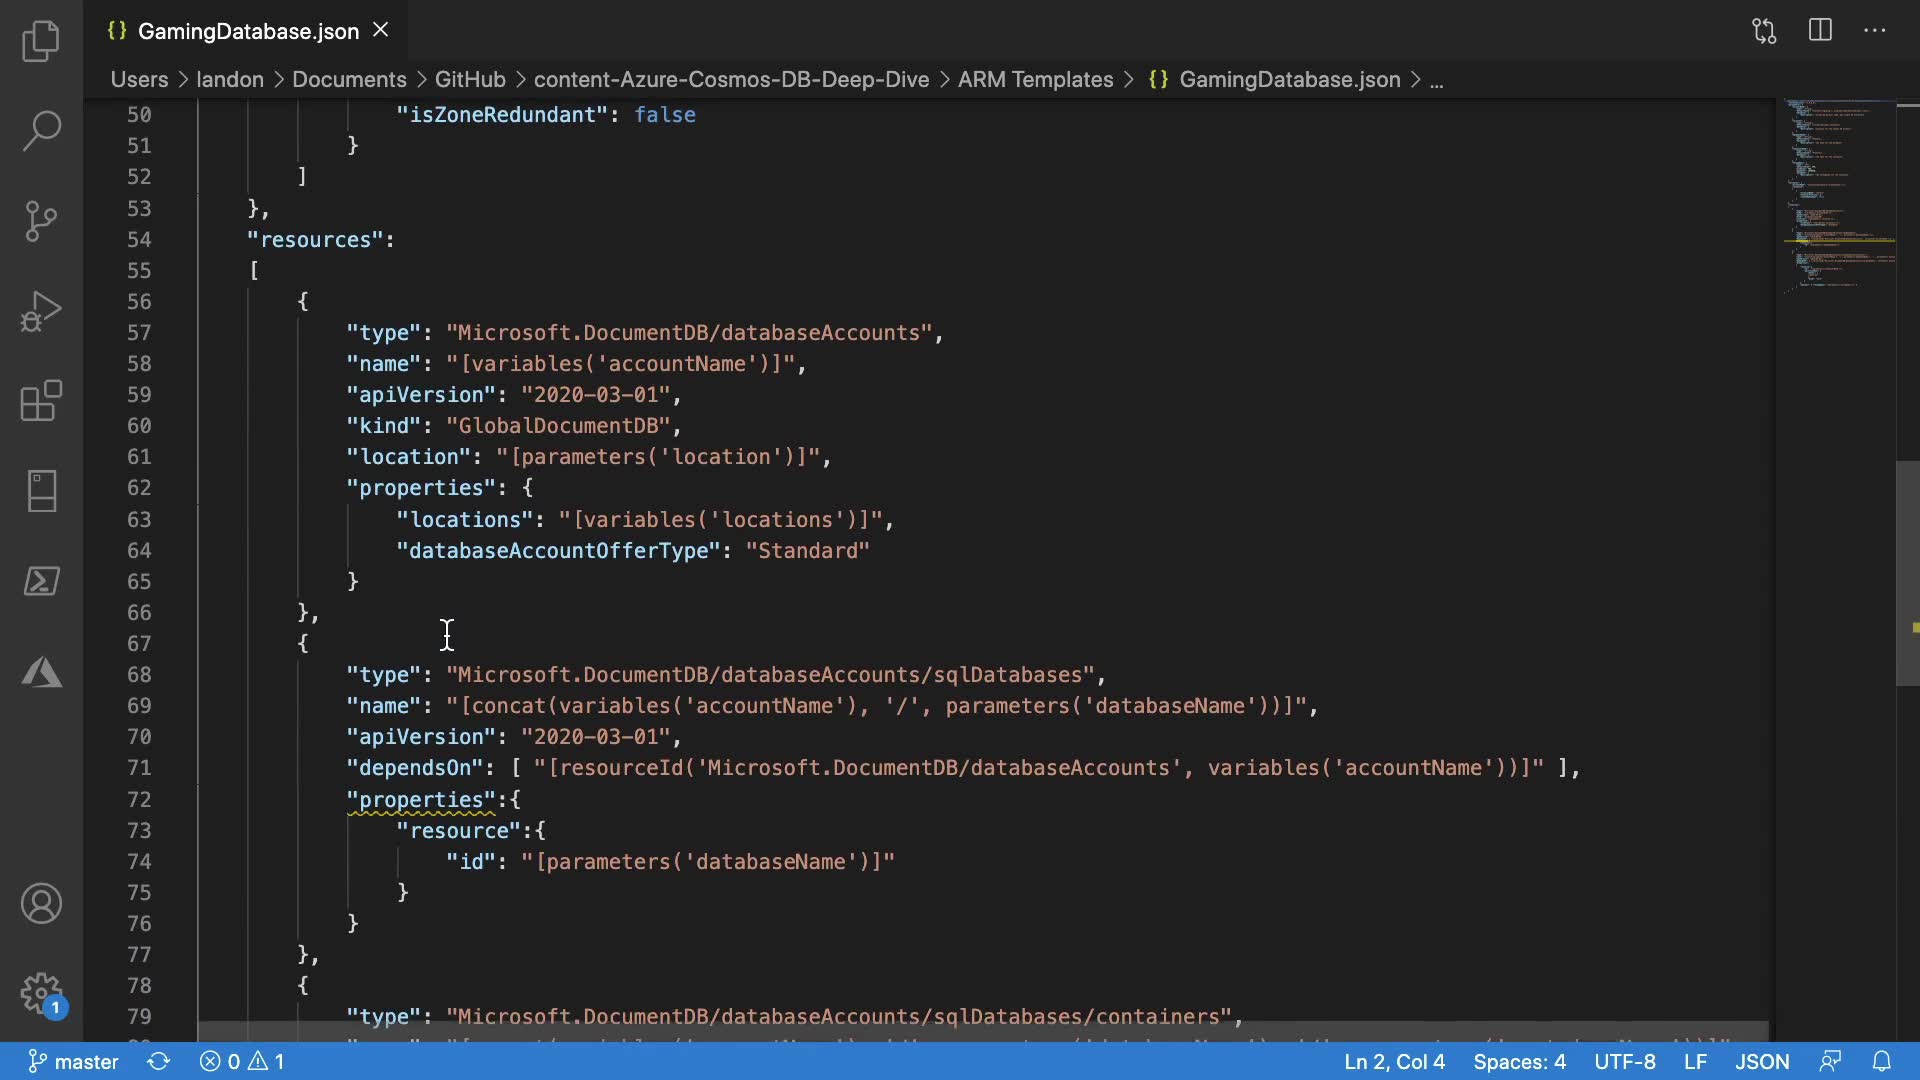 {} GamingDatabase.json
Users > landon > Documents > GitHub > content-Azure-Cosmos-DB-Deep-Dive > ARM Templates > {} GamingDatabase.json > ...
50 "isZoneRedundant": false
51 }
52 ]
53 },
54 "resources":
55 [
56 {
57 "type": "Microsoft.DocumentDB/databaseAccounts",
58 "name": "[variables('accountName')]",
59 "apiVersion": "2020-03-01",
60 "kind": "GlobalDocumentDB",
61 "location": "[parameters('location')]",
62 "properties": {
63 "locations": "[variables('locations')]",
64 "databaseAccountOfferType": "Standard"
65 }
66 },
67 {
68 "type": "Microsoft.DocumentDB/databaseAccounts/sqlDatabases",
69 "name": "[concat(variables('accountName'), '/', parameters('databaseName'))]",
70 "apiVersion": "2020-03-01",
71 "dependsOn": [ "[resourceId('Microsoft.DocumentDB/databaseAccounts', variables('accountName'))]" ],
72 "properties":{
73 "resource":{
74 "id": "[parameters('databaseName')]"
75 }
76 }
77 },
78 {
79 "type": "Microsoft.DocumentDB/databaseAccounts/sqlDatabases/containers",
1
master 0 1 Ln 2, Col 4 Spaces: 4 UTF-8 LF JSON